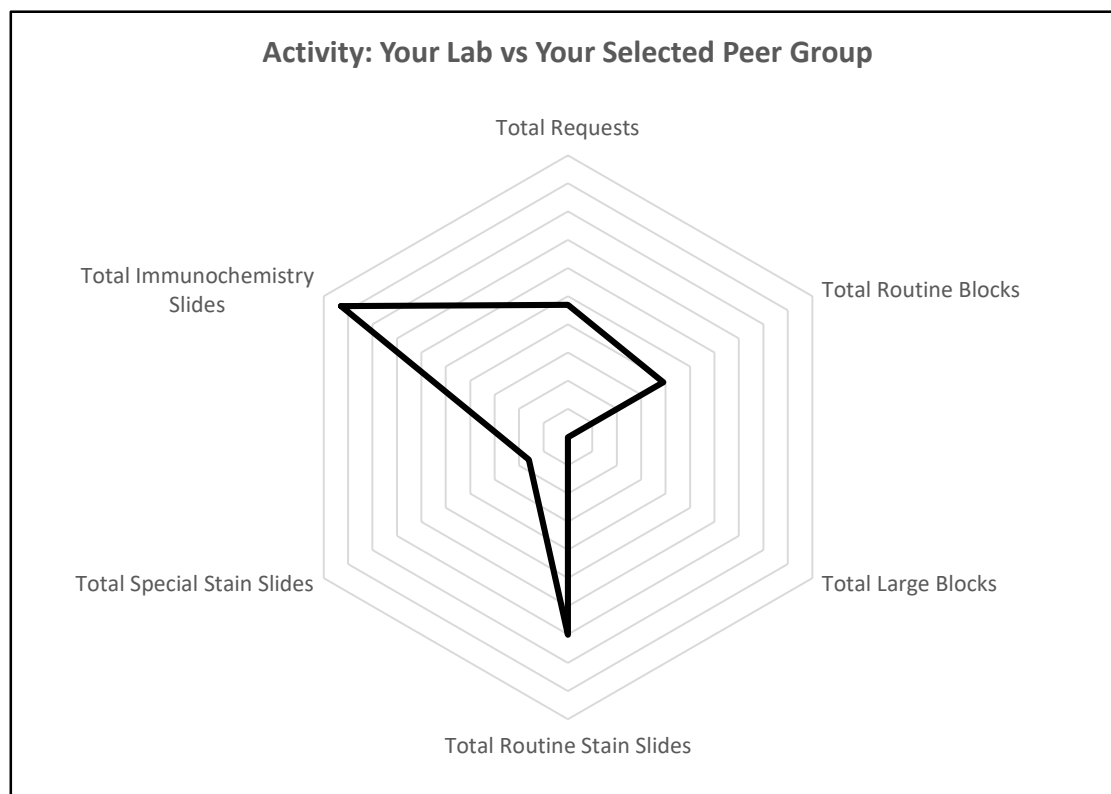 Activity: Your Lab vs Your Selected Peer Group
Total Requests
Total Routine Blocks
Total Large Blocks
Total Routine Stain Slides
Total Special Stain Slides
Total Immunochemistry
Slides